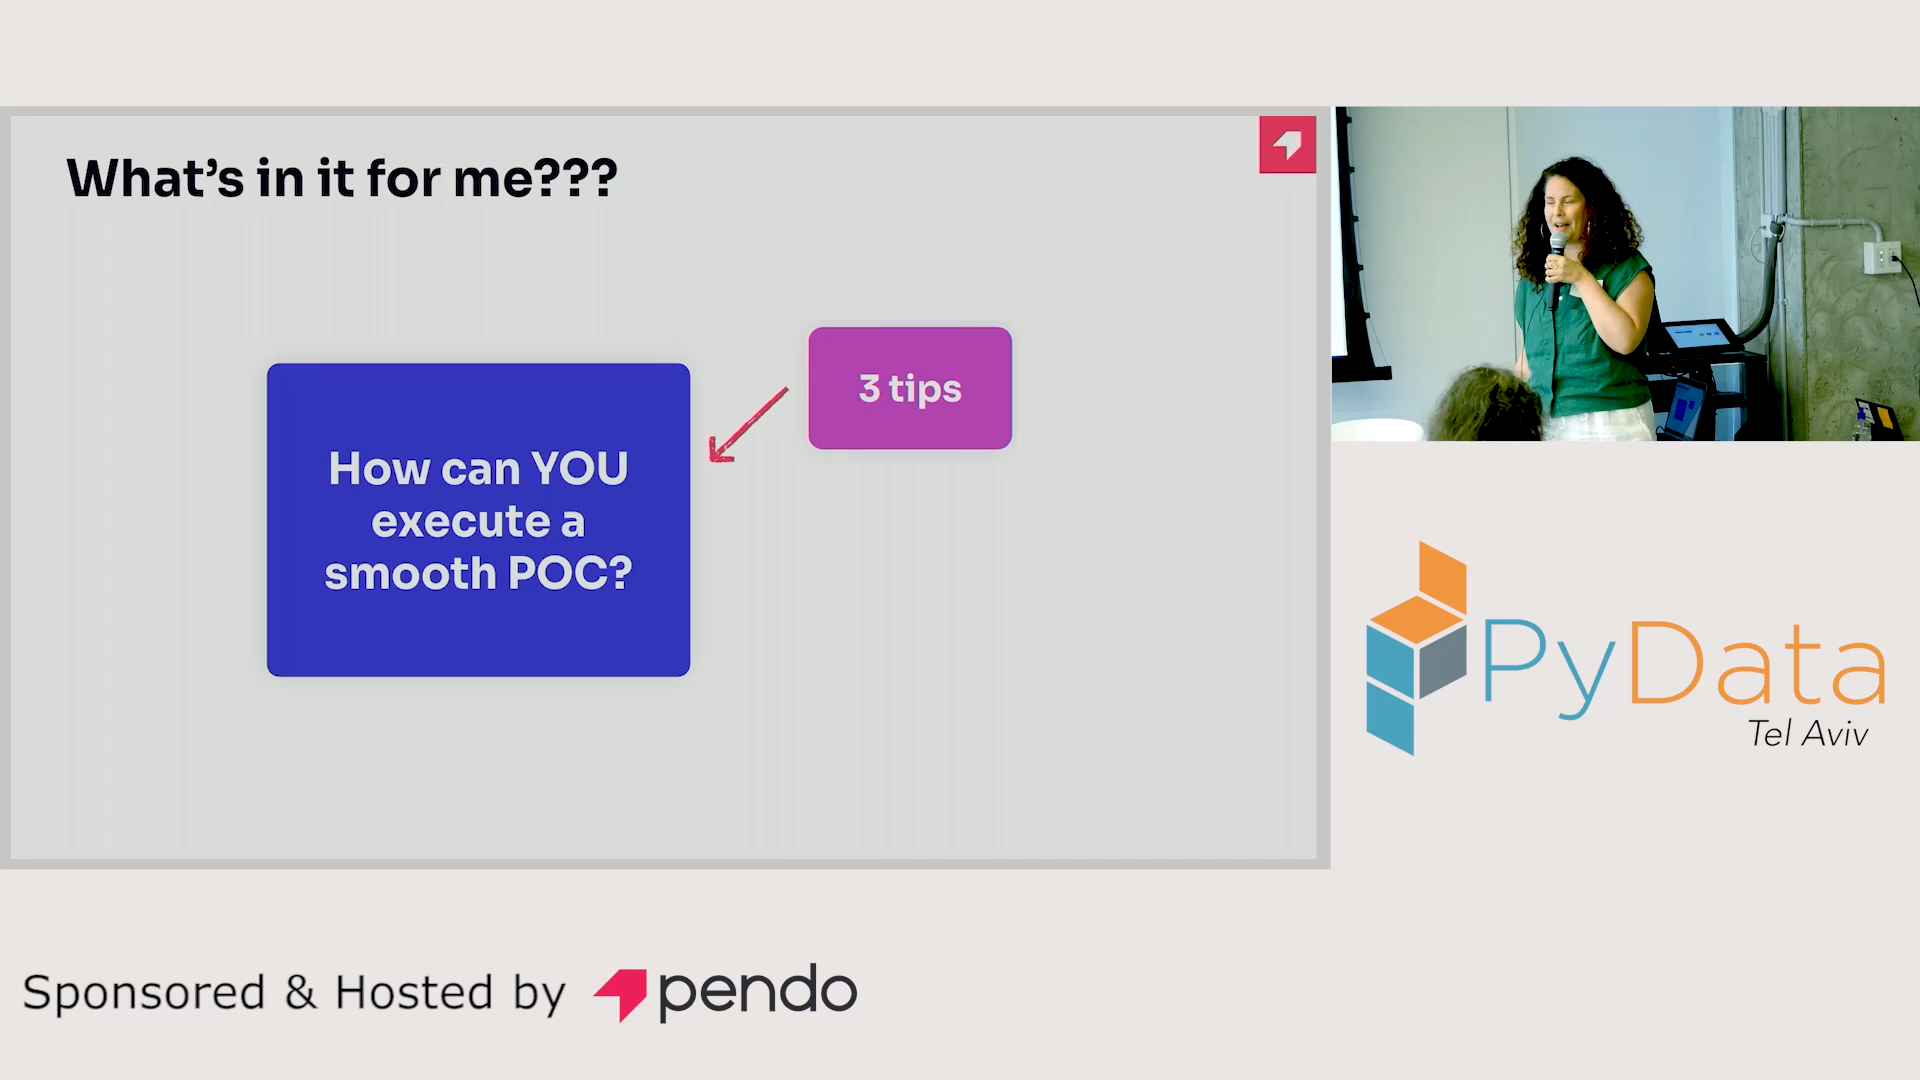 What's in it for me???
3 tips
How can YOU
execute a
smooth POC?
PyData
Tel Aviv
Sponsored & Hosted by pendo